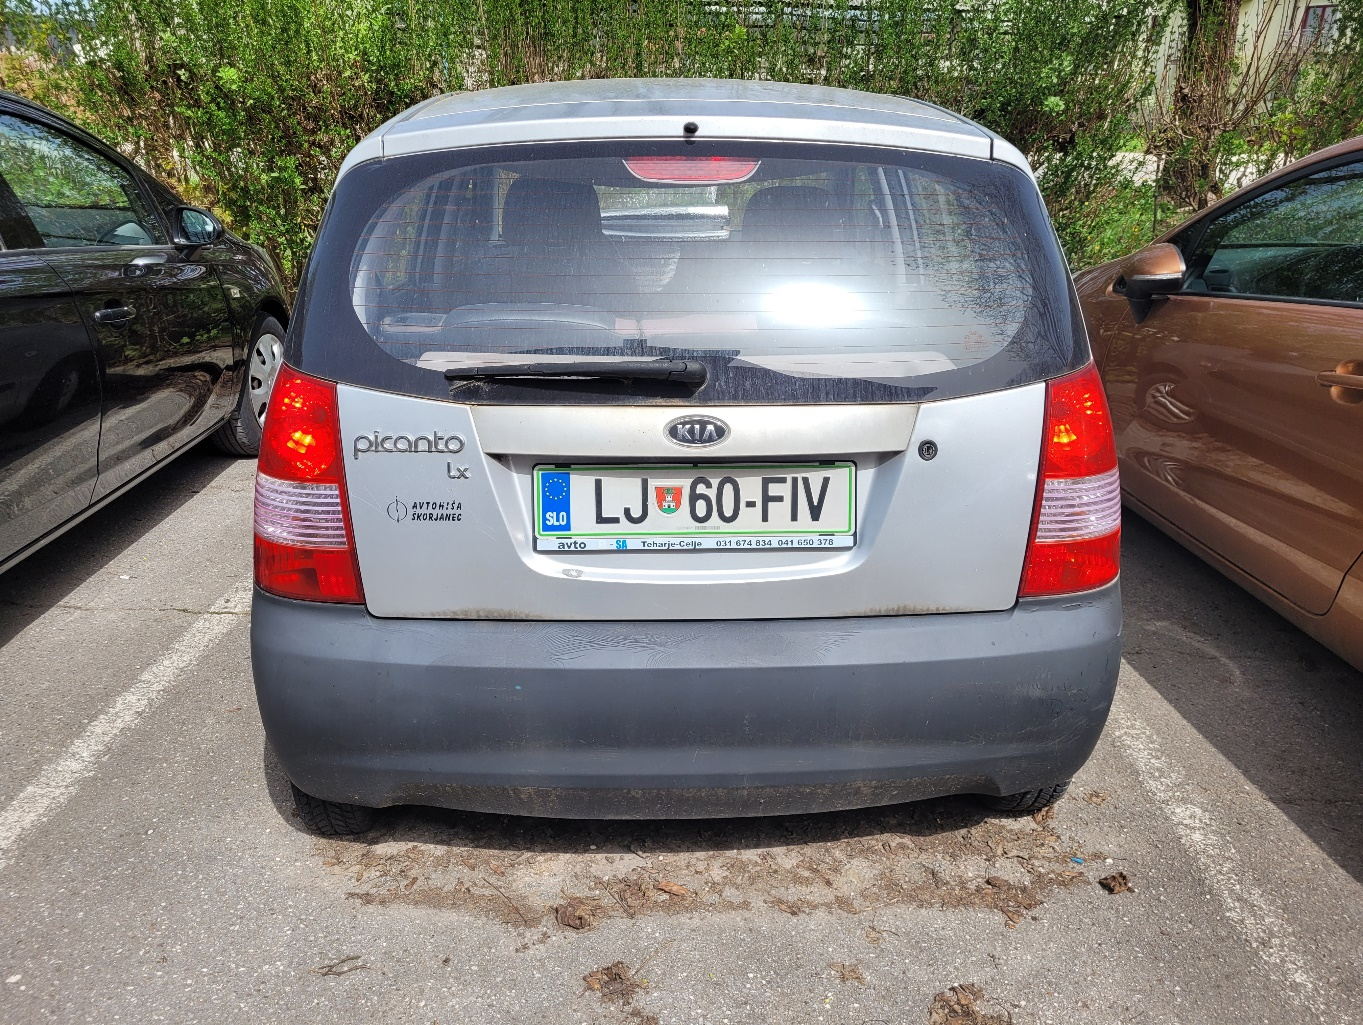 KIA
picanto
LX
AVTOHIŠA
ŠKORJANEC
SLO LJ 60-FIV
avto -SA Teharje-Celje 031 674 834 041 650 378